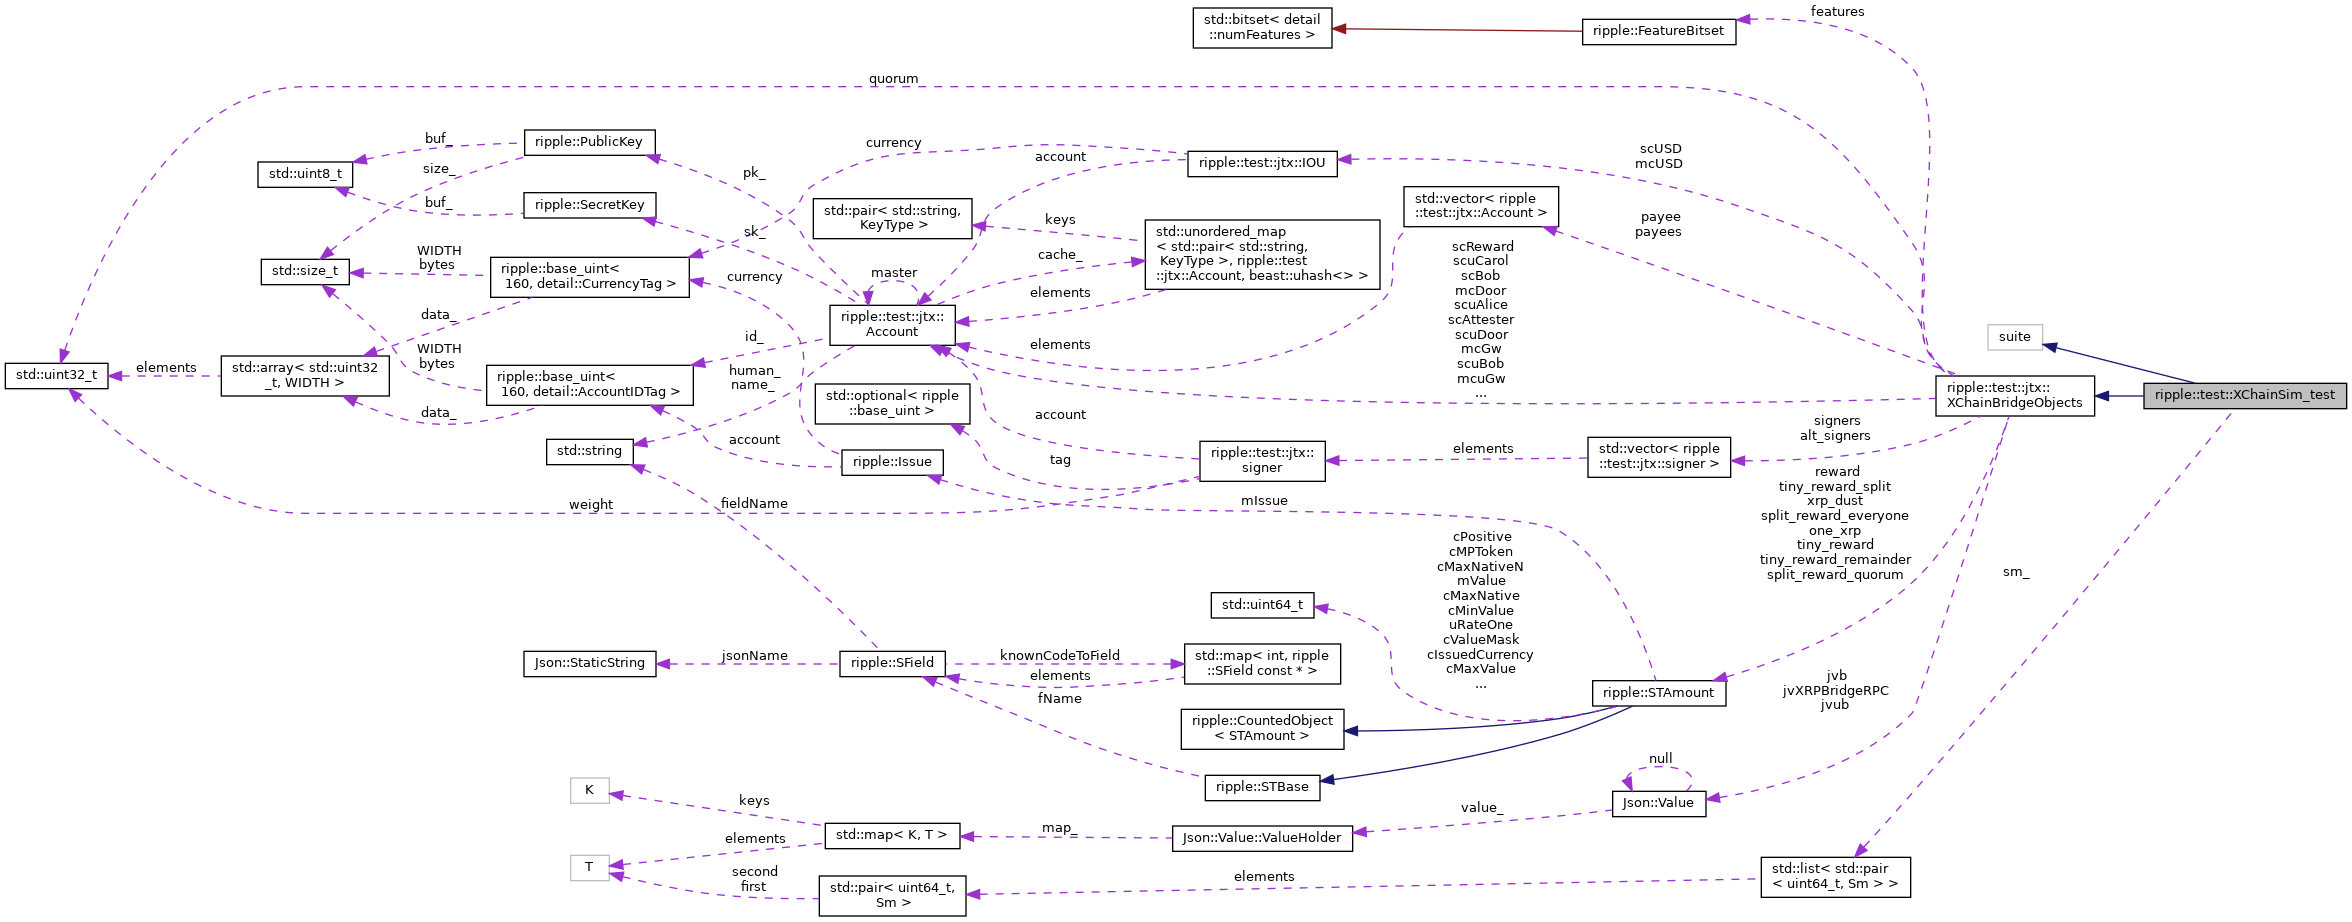 features
std::bitset< detail
::numFeatures >
ripple::FeatureBitset
quorum
ripple::PublicKey
buf_
std::uint8_t
size_
currency
account
ripple::test::jtx::IOU
scUSD
mcUSD
pk_
buf_
ripple::SecretKey
std::pair< std::string,
KeyType >
keys
std::vector< ripple
::test::jtx::Account >
payee
payees
sk_
std::unordered_map
< std::pair< std::string,
KeyType >, ripple::test
::jtx::Account, beast::uhash<> >
cache_
elements
scReward
scuCarol
scBob
mcDoor
scuAlice
scAttester
scuDoor
mcGw
scuBob
mcuGw
...
WIDTH
bytes
std::size_t
ripple::base_uint<
160, detail::CurrencyTag >
currency
master
data_
ripple::test::jtx::
Account
id_
elements
suite
WIDTH
bytes
std::uint32_t
elements
std::array< std::uint32
_t, WIDTH >
ripple::base_uint<
160, detail::AccountIDTag >
human_
name_
std::optional< ripple
::base_uint >
ripple::test::jtx::
XChainBridgeObjects
ripple::test::XChainSim_test
data_
account
account
signers
alt_signers
std::string
ripple::Issue
tag
ripple::test::jtx::
signer
elements
std::vector< ripple
::test::jtx::signer >
reward
tiny_reward_split
xrp_dust
split_reward_everyone
one_xrp
tiny_reward
tiny_reward_remainder
split_reward_quorum
weight
fieldName
mIssue
cPositive
cMPToken
cMaxNativeN
mValue
cMaxNative
cMinValue
uRateOne
cValueMask
cIssuedCurrency
cMaxValue
...
sm_
std::uint64_t
Json::StaticString
jsonName
ripple::SField
knownCodeToField
elements
std::map< int, ripple
::SField const * >
fName
ripple::STAmount
jvb
jvXRPBridgeRPC
jvub
ripple::CountedObject
< STAmount >
ripple::STBase
null
K
keys
Json::Value
value_
std::map< K, T >
map_
Json::Value::ValueHolder
elements
T
second
first
std::pair< uint64_t,
Sm >
elements
std::list< std::pair
< uint64_t, Sm > >